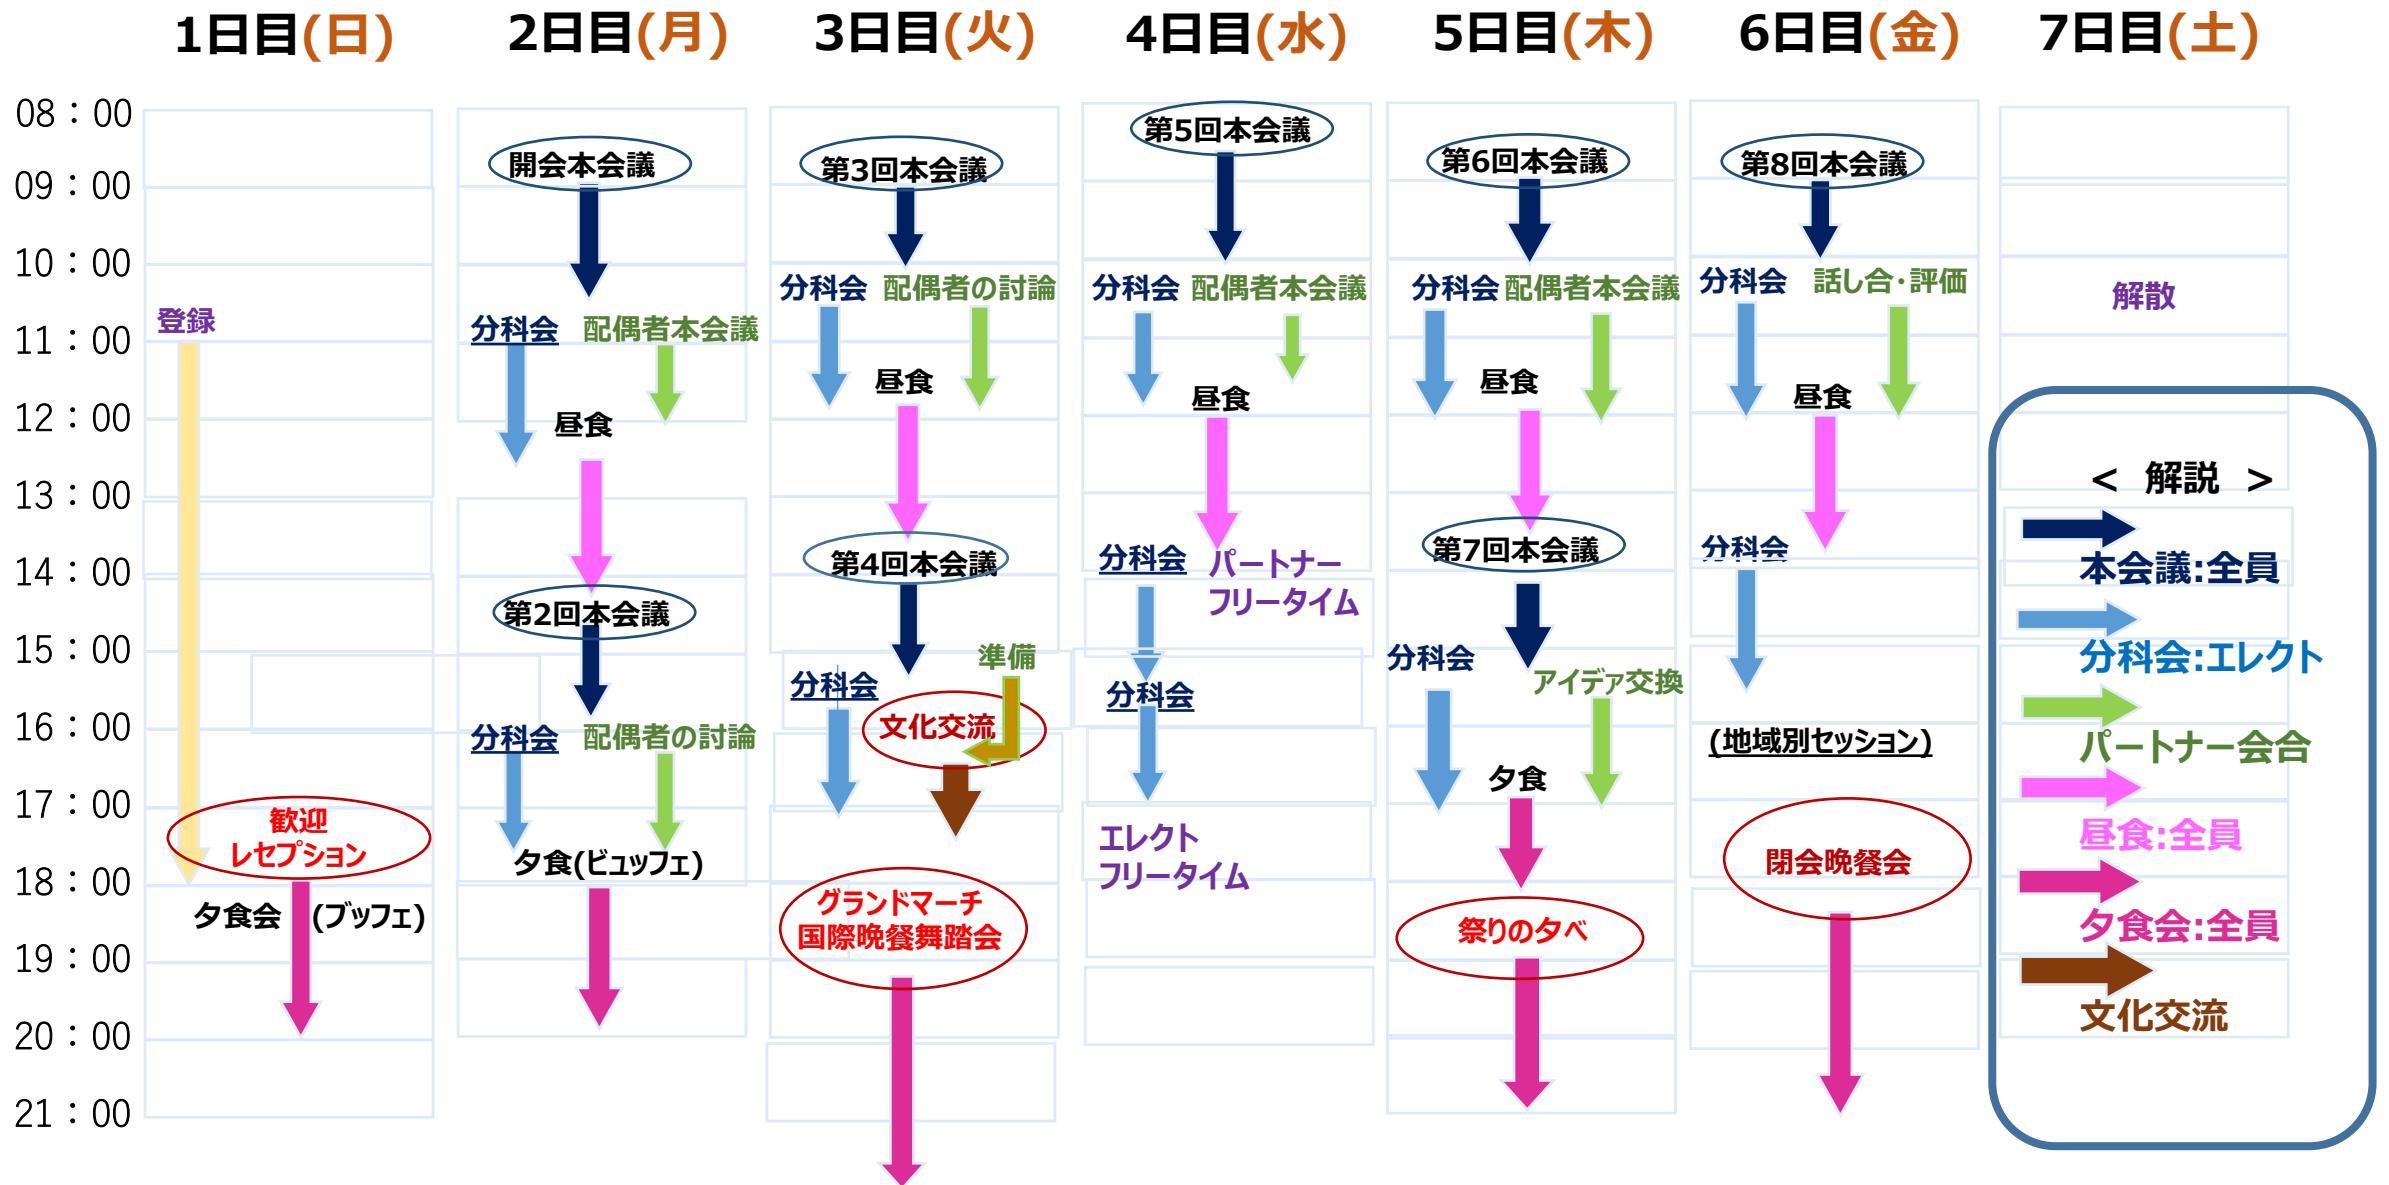 1日目(日)
2日目(月)
3日目(火)
4日目(水)
5日目(木)
6日目(金)
7日目(土)
08：00
09：00
10：00
11：00
12：00
13：00
14：00
15：00
16：00
17：00
18：00
19：00
20：00
21：00
登録
歓迎
レセプション
夕食会 (ブッフェ)
開会本会議
分科会
配偶者本会議
昼食
第2回本会議
分科会
配偶者の討論
夕食(ビュッフェ)
第3回本会議
分科会
配偶者の討論
昼食
第4回本会議
準備
分科会
文化交流
グランドマーチ
国際晩餐舞踏会
第5回本会議
分科会
配偶者本会議
昼食
分科会
パートナー
フリータイム
分科会
エレクト
フリータイム
第6回本会議
分科会
配偶者本会議
昼食
第7回本会議
分科会
アイデァ交換
夕食
祭りの夕べ
第8回本会議
分科会
話し合・評価
昼食
分科会
(地域別セッション)
閉会晩餐会
解散
< 解説 >
本会議:全員
分科会:エレクト
パートナー会合
昼食:全員
夕食会:全員
文化交流